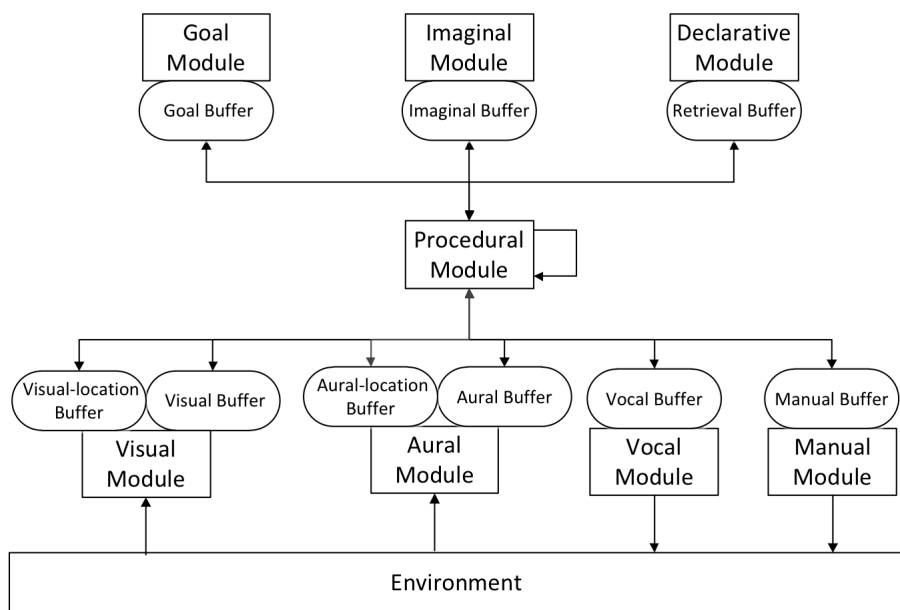 Goal
Module
Imaginal
Module
Declarative
Module
Goal Buffer
Imaginal Buffer
Retrieval Buffer
Procedural
Module
Visual-location
Buffer
Visual Buffer
Aural-location
Buffer
Aural Buffer
Vocal Buffer
Manual Buffer
Visual
Module
Aural
Module
Vocal
Module
Manual
Module
Environment